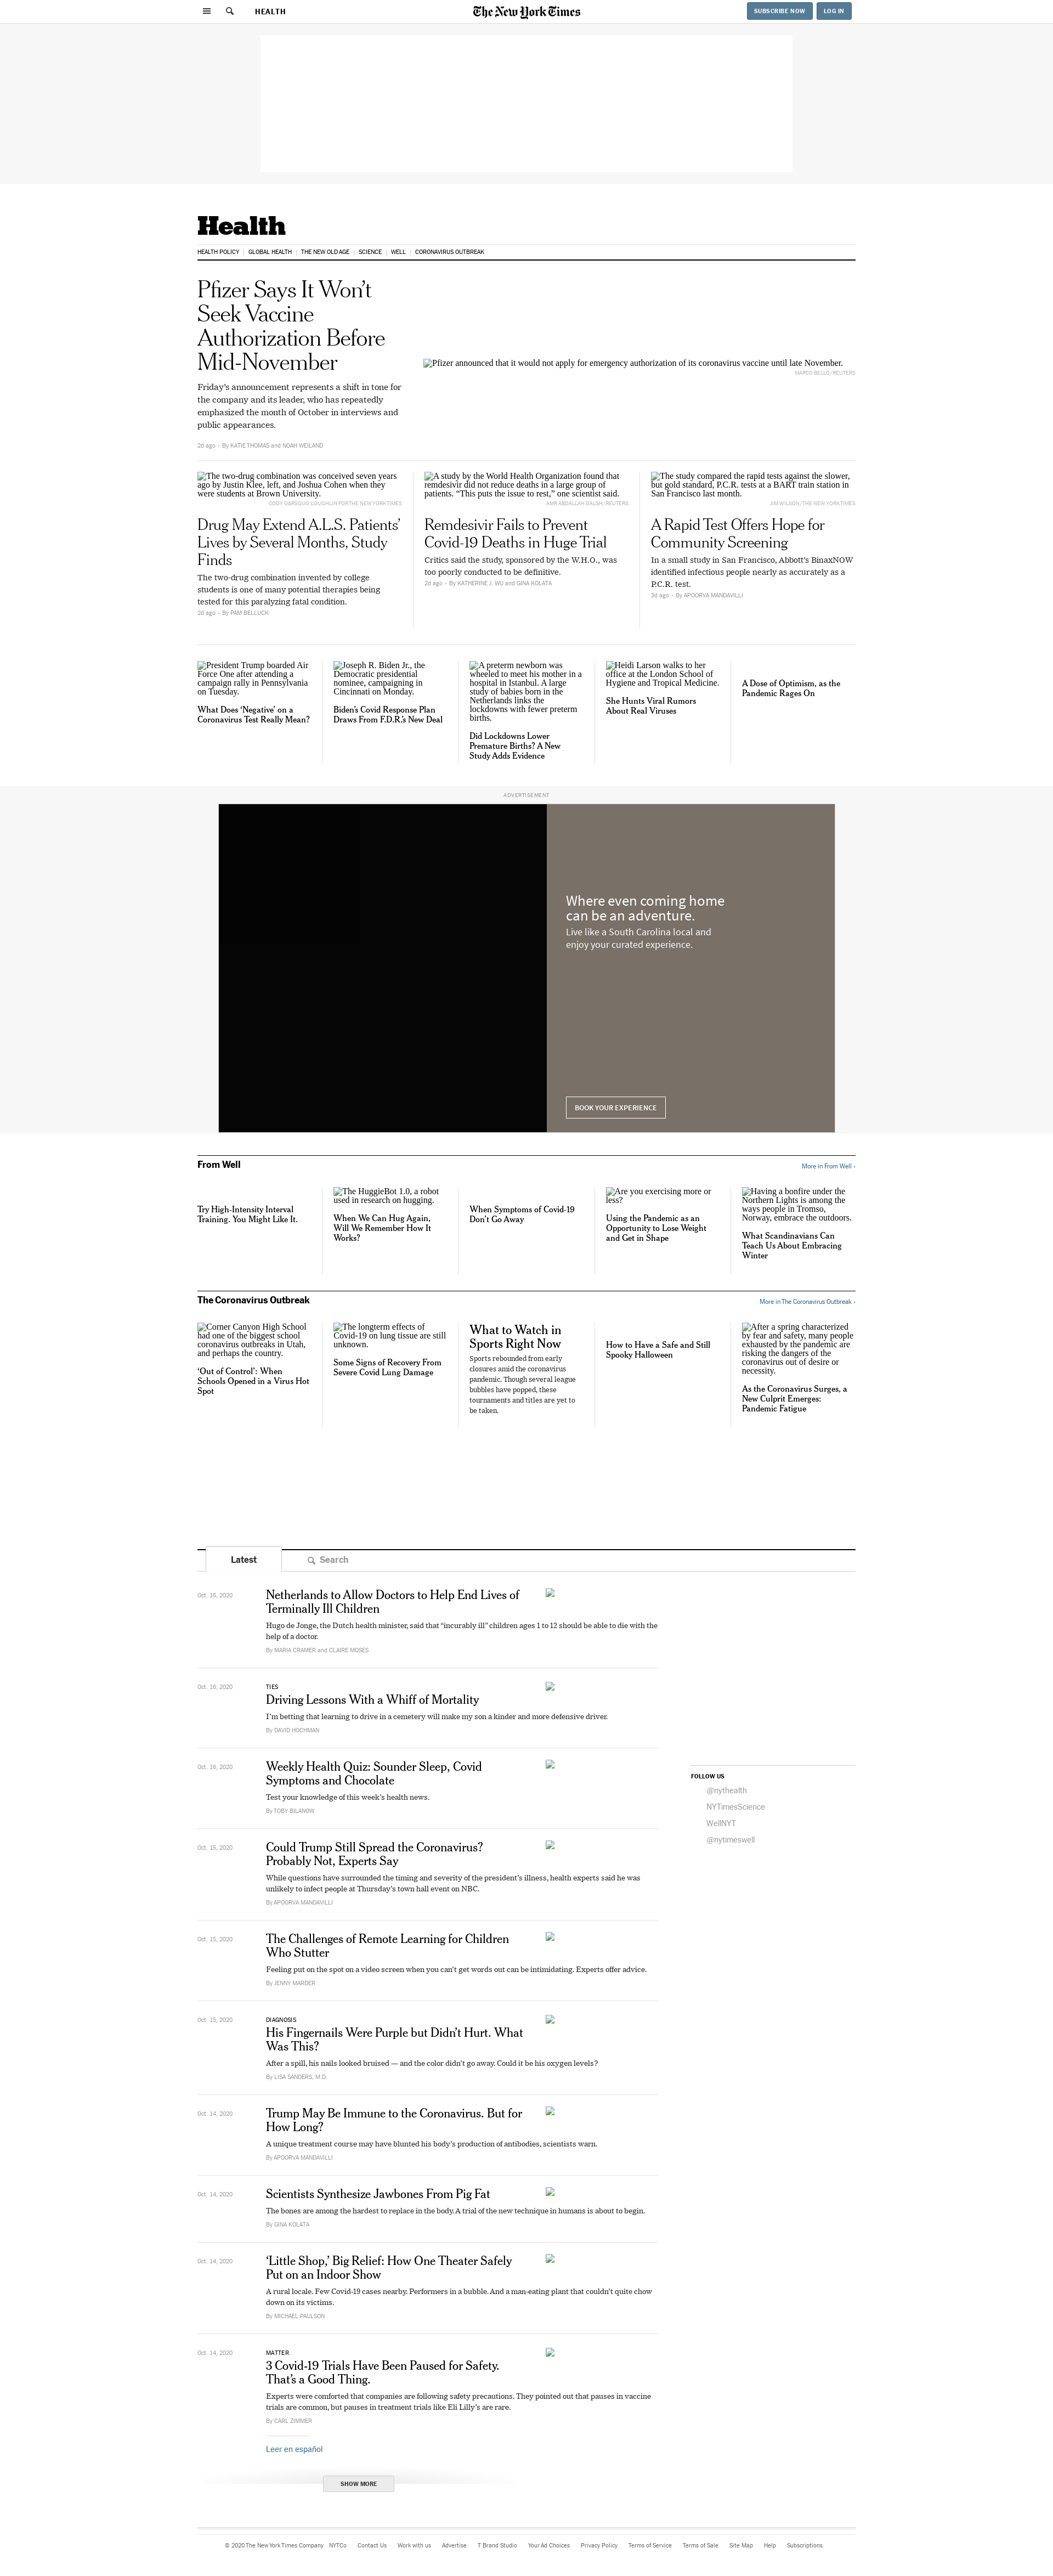 HEALTH
The New York Times
SUBSCRIBE NOW
LOG IN
Health
HEALTH POLICY
GLOBAL HEALTH
THE NEW OLD AGE
SCIENCE
WELL
CORONAVIRUS OUTBREAK
Pfizer Says It Won’t
Seek Vaccine
Authorization Before
Mid-November
Friday’s announcement represents a shift in tone for
the company and its leader, who has repeatedly
emphasized the month of October in interviews and
public appearances.
2d ago - By KATIE THOMAS and NOAH WEILAND
Pfizer announced that it would not apply for emergency authorization of its coronavirus vaccine until late November.
MARCO BELLO/REUTERS
The two-drug combination was conceived seven years
ago by Justin Klee, left, and Joshua Cohen when they
were students at Brown University.
CODY O&RSQUO;LOUGHLIN FOR THE NEW YORK TIMES
Drug May Extend A.L.S. Patients’
Lives by Several Months, Study
Finds
The two-drug combination invented by college
students is one of many potential therapies being
tested for this paralyzing fatal condition.
2d ago - By PAM BELLUCK
A study by the World Health Organization found that
remdesivir did not reduce deaths in a large group of
patients. “This puts the issue to rest,” one scientist said.
AMR ABDALLAH DALSH/REUTERS
Remdesivir Fails to Prevent
Covid-19 Deaths in Huge Trial
Critics said the study, sponsored by the W.H.O., was
too poorly conducted to be definitive.
2d ago - By KATHERINE J. WU and GINA KOLATA
The study compared the rapid tests against the slower,
but gold standard, P.C.R. tests at a BART train station in
San Francisco last month.
JIM WILSON/THE NEW YORK TIMES
A Rapid Test Offers Hope for
Community Screening
In a small study in San Francisco, Abbott’s BinaxNOW
identified infectious people nearly as accurately as a
P.C.R. test.
3d ago - By APOORVA MANDAVILLI
President Trump boarded Air
Force One after attending a
campaign rally in Pennsylvania
on Tuesday.
What Does ‘Negative’ on a
Coronavirus Test Really Mean?
Joseph R. Biden Jr., the
Democratic presidential
nominee, campaigning in
Cincinnati on Monday.
Biden’s Covid Response Plan
Draws From F.D.R.’s New Deal
A preterm newborn was
wheeled to meet his mother in a
hospital in Istanbul. A large
study of babies born in the
Netherlands links the
lockdowns with fewer preterm
births.
Did Lockdowns Lower
Premature Births? A New
Study Adds Evidence
Heidi Larson walks to her
office at the London School of
Hygiene and Tropical Medicine.
She Hunts Viral Rumors
About Real Viruses
A Dose of Optimism, as the
Pandemic Rages On
ADVERTISEMENT
Where even coming home
can be an adventure.
Live like a South Carolina local and
enjoy your curated experience.
BOOK YOUR EXPERIENCE
From Well
More in From Well ›
Try High-Intensity Interval
Training. You Might Like It.
The HuggieBot 1.0, a robot
used in research on hugging.
When We Can Hug Again,
Will We Remember How It
Works?
When Symptoms of Covid-19
Don’t Go Away
Are you exercising more or
less?
Using the Pandemic as an
Opportunity to Lose Weight
and Get in Shape
Having a bonfire under the
Northern Lights is among the
ways people in Tromso,
Norway, embrace the outdoors.
What Scandinavians Can
Teach Us About Embracing
Winter
The Coronavirus Outbreak
More in The Coronavirus Outbreak ›
Corner Canyon High School
had one of the biggest school
coronavirus outbreaks in Utah,
and perhaps the country.
‘Out of Control’: When
Schools Opened in a Virus Hot
Spot
The longterm effects of
Covid-19 on lung tissue are still
unknown.
Some Signs of Recovery From
Severe Covid Lung Damage
What to Watch in
Sports Right Now
Sports rebounded from early
closures amid the coronavirus
pandemic. Though several league
bubbles have popped, these
tournaments and titles are yet to
be taken.
How to Have a Safe and Still
Spooky Halloween
After a spring characterized
by fear and safety, many people
exhausted by the pandemic are
risking the dangers of the
coronavirus out of desire or
necessity.
As the Coronavirus Surges, a
New Culprit Emerges:
Pandemic Fatigue
Latest
Search
Oct. 16, 2020
Netherlands to Allow Doctors to Help End Lives of
Terminally Ill Children
Hugo de Jonge, the Dutch health minister, said that “incurably ill” children ages 1 to 12 should be able to die with the
help of a doctor.
By MARIA CRAMER and CLAIRE MOSES
Oct. 16, 2020
TIES
Driving Lessons With a Whiff of Mortality
I’m betting that learning to drive in a cemetery will make my son a kinder and more defensive driver.
By DAVID HOCHMAN
Oct. 16, 2020
Weekly Health Quiz: Sounder Sleep, Covid
Symptoms and Chocolate
Test your knowledge of this week’s health news.
By TOBY BILANOW
Oct. 15, 2020
Could Trump Still Spread the Coronavirus?
Probably Not, Experts Say
While questions have surrounded the timing and severity of the president’s illness, health experts said he was
unlikely to infect people at Thursday’s town hall event on NBC.
By APOORVA MANDAVILLI
Oct. 15, 2020
The Challenges of Remote Learning for Children
Who Stutter
Feeling put on the spot on a video screen when you can’t get words out can be intimidating. Experts offer advice.
By JENNY MARDER
Oct. 15, 2020
DIAGNOSIS
His Fingernails Were Purple but Didn’t Hurt. What
Was This?
After a spill, his nails looked bruised — and the color didn’t go away. Could it be his oxygen levels?
By LISA SANDERS, M.D.
Oct. 14, 2020
Trump May Be Immune to the Coronavirus. But for
How Long?
A unique treatment course may have blunted his body’s production of antibodies, scientists warn.
By APOORVA MANDAVILLI
Oct. 14, 2020
Scientists Synthesize Jawbones From Pig Fat
The bones are among the hardest to replace in the body. A trial of the new technique in humans is about to begin.
By GINA KOLATA
Oct. 14, 2020
‘Little Shop,’ Big Relief: How One Theater Safely
Put on an Indoor Show
A rural locale. Few Covid-19 cases nearby. Performers in a bubble. And a man-eating plant that couldn’t quite chow
down on its victims.
By MICHAEL PAULSON
Oct. 14, 2020
MATTER
3 Covid-19 Trials Have Been Paused for Safety.
That’s a Good Thing.
Experts were comforted that companies are following safety precautions. They pointed out that pauses in vaccine
trials are common, but pauses in treatment trials like Eli Lilly’s are rare.
By CARL ZIMMER
Leer en español
SHOW MORE
FOLLOW US
@nythealth
NYTimesScience
WellNYT
@nytimeswell
© 2020 The New York Times Company
NYTCo
Contact Us
Work with us
Advertise
T Brand Studio
Your Ad Choices
Privacy Policy
Terms of Service
Terms of Sale
Site Map
Help
Subscriptions